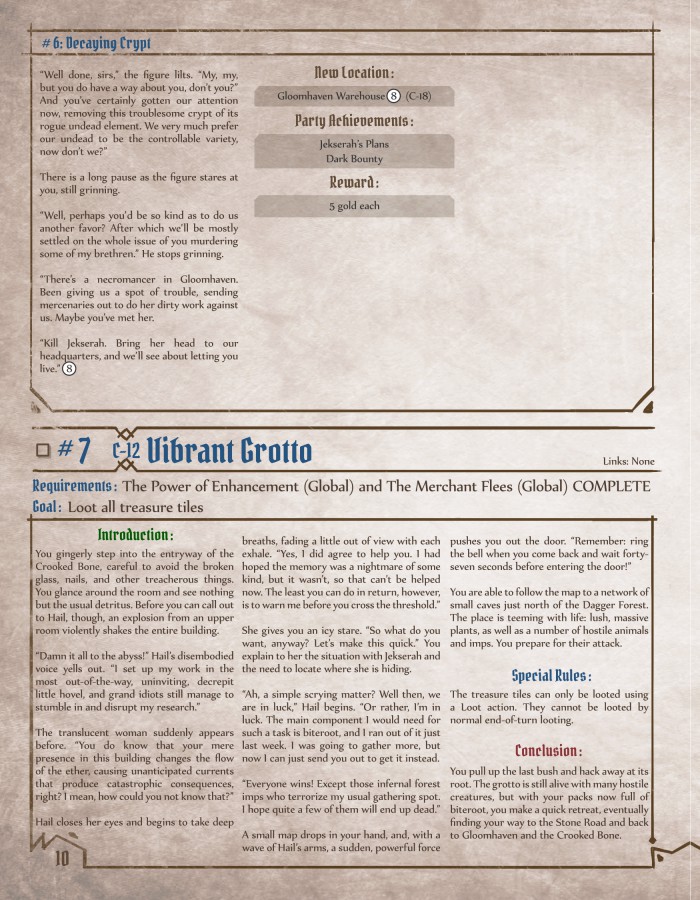 # 6: Decaying Crypt
“Well done, sirs,” the figure lilts. “My, my,
but you do have a way about you, don’t you?”
And you’ve certainly gotten our attention
now, removing this troublesome crypt of its
rogue undead element. We very much prefer
our undead to be the controllable variety,
now don’t we?”
There is a long pause as the figure stares at
you, still grinning.
“Well, perhaps you’d be so kind as to do us
another favor? After which we’ll be mostly
settled on the whole issue of you murdering
some of my brethren.” He stops grinning.
“There’s a necromancer in Gloomhaven.
Been giving us a spot of trouble, sending
mercenaries out to do her dirty work against
us. Maybe you’ve met her.
“Kill Jekserah. Bring her head to our
headquarters, and we’ll see about letting you
live.” 8
New Location:
Gloomhaven Warehouse 8 (C-18)
Party Achievements:
Jekserah’s Plans
Dark Bounty
Reward:
5 gold each
# 7 C-12 Vibrant Grotto
Links: None
Requirements: The Power of Enhancement (Global) and The Merchant Flees (Global) COMPLETE
Goal: Loot all treasure tiles
Introduction:
You gingerly step into the entryway of the
Crooked Bone, careful to avoid the broken
glass, nails, and other treacherous things.
You glance around the room and see nothing
but the usual detritus. Before you can call out
to Hail, though, an explosion from an upper
room violently shakes the entire building.
“Damn it all to the abyss!” Hail’s disembodied
voice yells out. “I set up my work in the
most out-of-the-way, uninviting, decrepit
little hovel, and grand idiots still manage to
stumble in and disrupt my research.”
The translucent woman suddenly appears
before. “You do know that your mere
presence in this building changes the flow
of the ether, causing unanticipated currents
that produce catastrophic consequences,
right? I mean, how could you not know that?”
Hail closes her eyes and begins to take deep
breaths, fading a little out of view with each
exhale. “Yes, I did agree to help you. I had
hoped the memory was a nightmare of some
kind, but it wasn’t, so that can’t be helped
now. The least you can do in return, however,
is to warn me before you cross the threshold.”
She gives you an icy stare. “So what do you
want, anyway? Let’s make this quick.” You
explain to her the situation with Jekserah and
the need to locate where she is hiding.
“Ah, a simple scrying matter? Well then, we
are in luck,” Hail begins. “Or rather, I’m in
luck. The main component I would need for
such a task is biteroot, and I ran out of it just
last week. I was going to gather more, but
now I can just send you out to get it instead.
“Everyone wins! Except those infernal forest
imps who terrorize my usual gathering spot.
I hope quite a few of them will end up dead.”
A small map drops in your hand, and, with a
wave of Hail’s arms, a sudden, powerful force
pushes you out the door. “Remember: ring
the bell when you come back and wait forty-
seven seconds before entering the door!”
You are able to follow the map to a network of
small caves just north of the Dagger Forest.
The place is teeming with life: lush, massive
plants, as well as a number of hostile animals
and imps. You prepare for their attack.
Special Rules:
The treasure tiles can only be looted using
a Loot action. They cannot be looted by
normal end-of-turn looting.
Conclusion:
You pull up the last bush and hack away at its
root. The grotto is still alive with many hostile
creatures, but with your packs now full of
biteroot, you make a quick retreat, eventually
finding your way to the Stone Road and back
to Gloomhaven and the Crooked Bone.
10